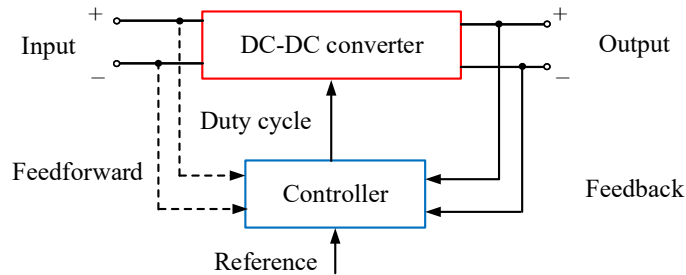 +
+
Input
DC-DC converter
Output
−
−
Duty cycle
Feedforward
Controller
Feedback
Reference